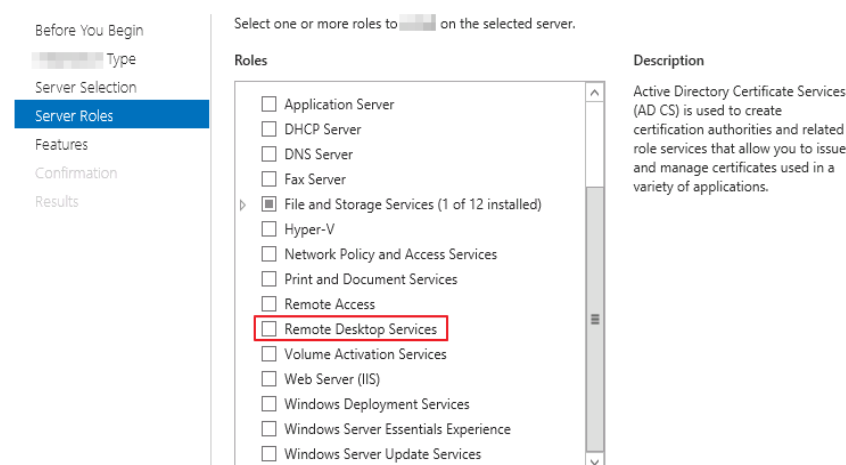 Before You Begin
Type
Server Selection
Server Roles
Features
Confirmation
Results
Select one or more roles to on the selected server.
Roles
Application Server
DHCP Server
DNS Server
Fax Server
File and Storage Services (1 of 12 installed)
Hyper-V
Network Policy and Access Services
Print and Document Services
Remote Access
Remote Desktop Services
Volume Activation Services
Web Server (IIS)
Windows Deployment Services
Windows Server Essentials Experience
Windows Server Update Services
Description
Active Directory Certificate Services
(AD CS) is used to create
certification authorities and related
role services that allow you to issue
and manage certificates used in a
variety of applications.